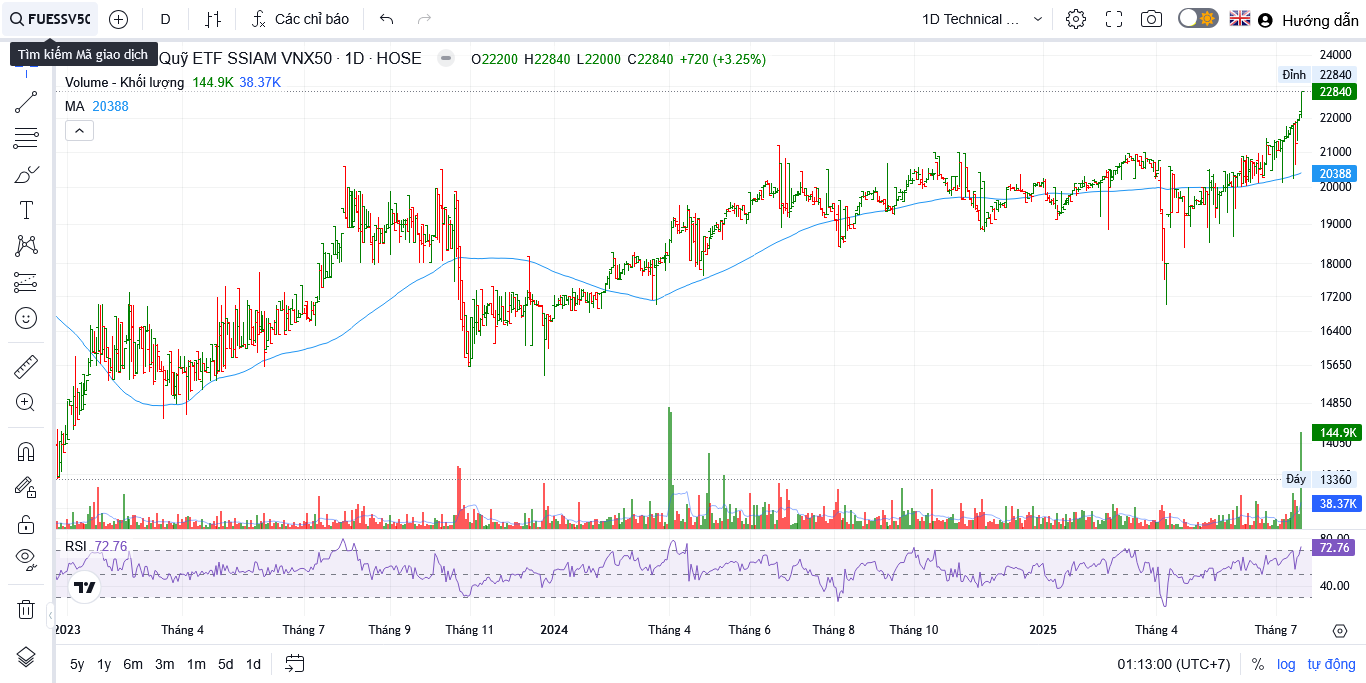 FUESSV50
D
Các chỉ báo
1D Technical ...
Hướng dẫn
Tìm kiếm Mã giao dịch
Quỹ ETF SSIAM VNX50 · 1D · HOSE
O22200 H22840 L22000 C22840 +720 (+3.25%)
Volume - Khối lượng 144.9K 38.37K
MA 20388
24000
Đỉnh 22840
22840
22000
21000
20388
20000
19000
18000
17200
16400
15650
14850
144.9K
14050
Đáy 13360
38.37K
RSI 72.76
80.00
72.76
40.00
2023 Tháng 4 Tháng 7 Tháng 9 Tháng 11 2024 Tháng 4 Tháng 6 Tháng 8 Tháng 10 2025 Tháng 4 Tháng 7
5y 1y 6m 3m 1m 5d 1d
01:13:00 (UTC+7) % log tự động